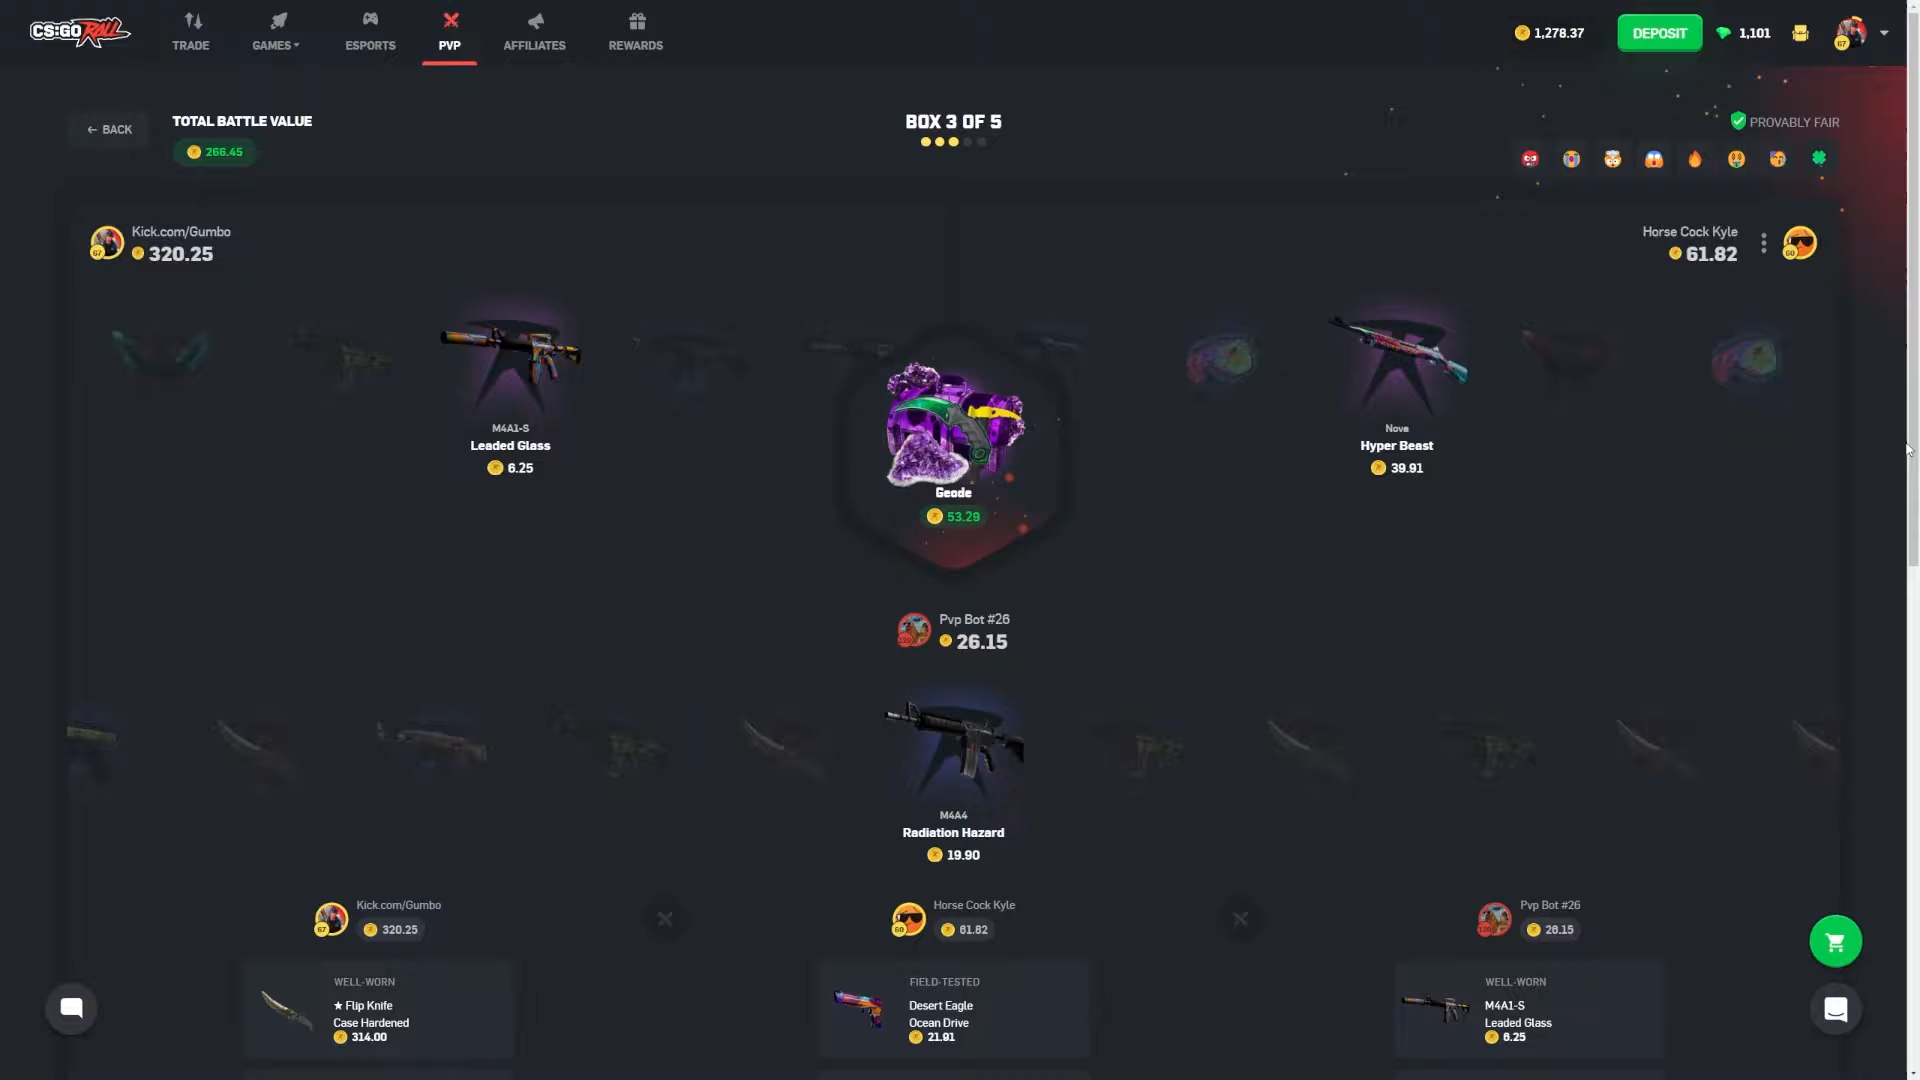 CS:GO ROLL
TRADE
GAMES
ESPORTS
PVP
AFFILIATES
REWARDS
1,278.37
DEPOSIT
1,101
67
BACK
TOTAL BATTLE VALUE
266.45
BOX 3 OF 5
PROVABLY FAIR
67
Kick.com/Gumbo
320.25
Horse Cock Kyle
61.82
60
M4A1-S
Leaded Glass
6.25
Geode
53.29
Nova
Hyper Beast
39.91
Pvp Bot #26
26.15
M4A4
Radiation Hazard
19.90
67
Kick.com/Gumbo
320.25
60
Horse Cock Kyle
61.82
Pvp Bot #26
26.15
WELL-WORN
★ Flip Knife
Case Hardened
314.00
FIELD-TESTED
Desert Eagle
Ocean Drive
21.91
WELL-WORN
M4A1-S
Leaded Glass
6.25